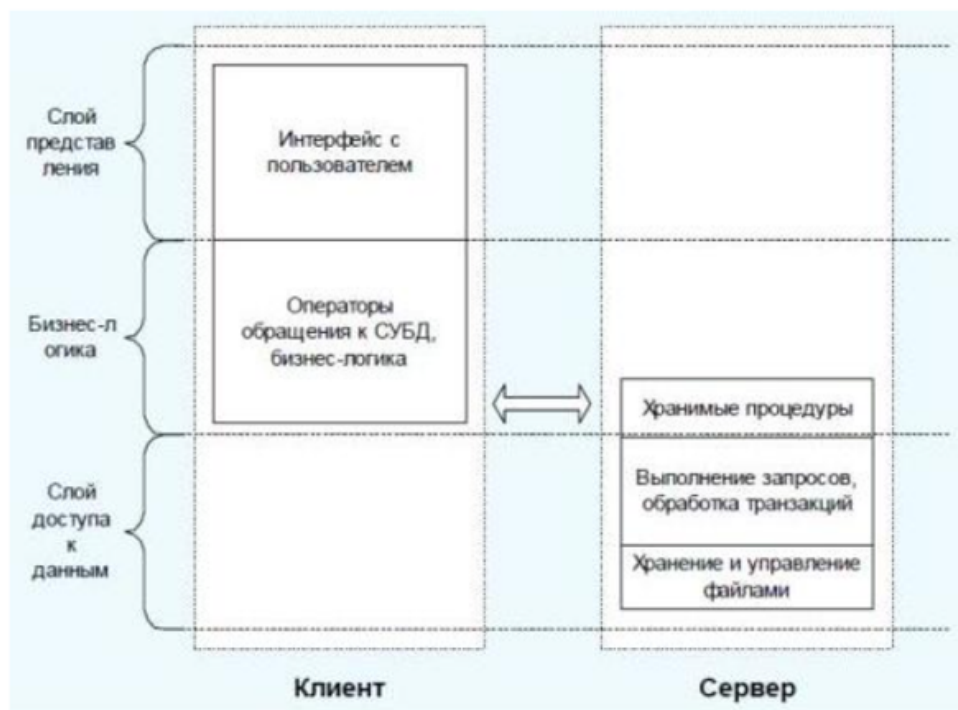 Слой
представ
ления
Интерфейс с
пользователем
Бизнес-л
огика
Операторы
обращения к СУБД,
бизнес-логика
Хранимые процедуры
Слой
доступа
к
данным
Выполнение запросов,
обработка транзакций
Хранение и управление
файлами
Клиент
Сервер